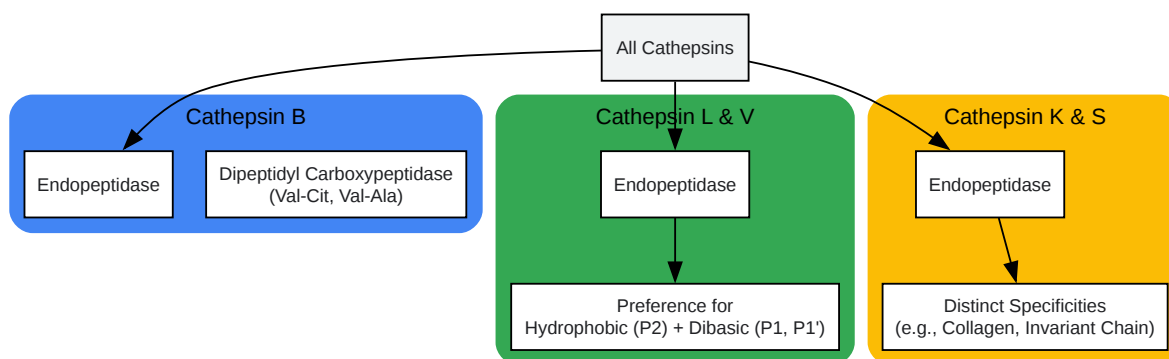 All Cathepsins
Cathepsin B
Cathepsin L & V
Cathepsin K & S
Endopeptidase
Dipeptidyl Carboxypeptidase
(Val-Cit, Val-Ala)
Endopeptidase
Endopeptidase
Preference for
Hydrophobic (P2) + Dibasic (P1, P1')
Distinct Specificities
(e.g., Collagen, Invariant Chain)